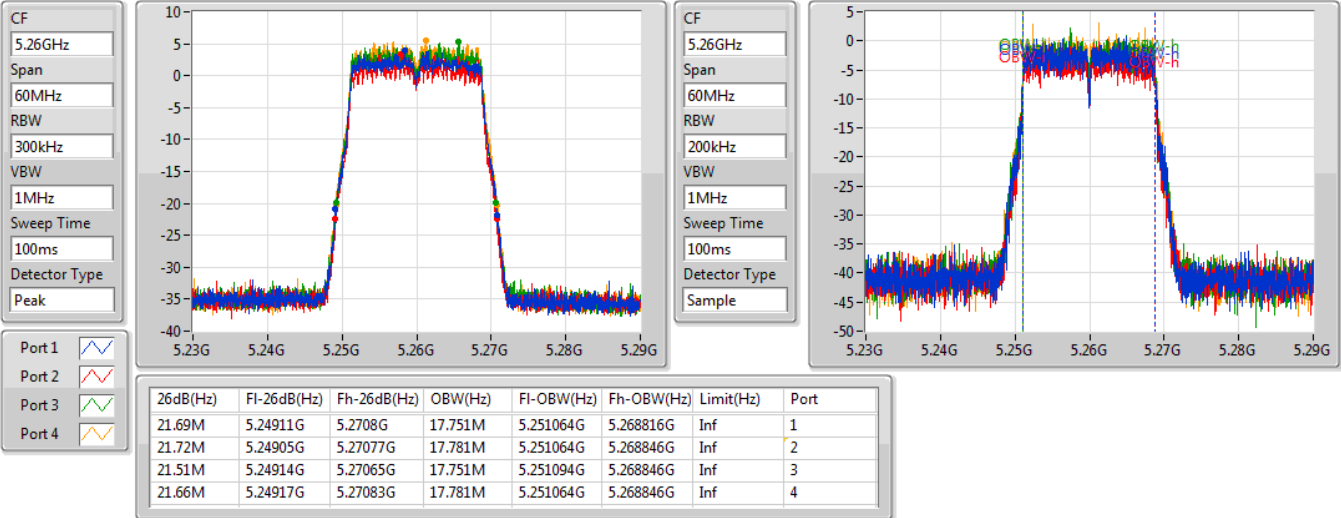 CF
5.26GHz
Span
60MHz
RBW
300kHz
VBW
1MHz
Sweep Time
100ms
Detector Type
Peak
Port 1
Port 2
Port 3
Port 4
10
5
0
-5
-10
-15
-20
-25
-30
-35
-40
5.23G 5.24G 5.25G 5.26G 5.27G 5.28G 5.29G
CF
5.26GHz
Span
60MHz
RBW
200kHz
VBW
1MHz
Sweep Time
100ms
Detector Type
Sample
5
0
-5
-10
-15
-20
-25
-30
-35
-40
-45
-50
OBW-h
5.23G 5.24G 5.25G 5.26G 5.27G 5.28G 5.29G
26dB(Hz) Fl-26dB(Hz) Fh-26dB(Hz) OBW(Hz) Fl-OBW(Hz) Fh-OBW(Hz) Limit(Hz) Port
21.69M 5.24911G 5.2708G 17.751M 5.251064G 5.268816G Inf 1
21.72M 5.24905G 5.27077G 17.781M 5.251064G 5.268846G Inf 2
21.51M 5.24914G 5.27065G 17.751M 5.251094G 5.268846G Inf 3
21.66M 5.24917G 5.27083G 17.781M 5.251064G 5.268846G Inf 4